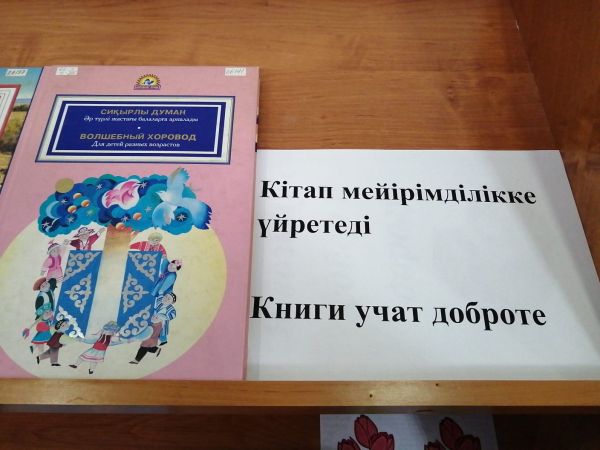 СИҚЫРЛЫ ДУМАН
Әр түрлі жастағы балаларға арналады
ВОЛШЕБНЫЙ ХОРОВОД
Для детей разных возрастов
Кітап мейірімділікке
үйретеді
Книги учат доброте